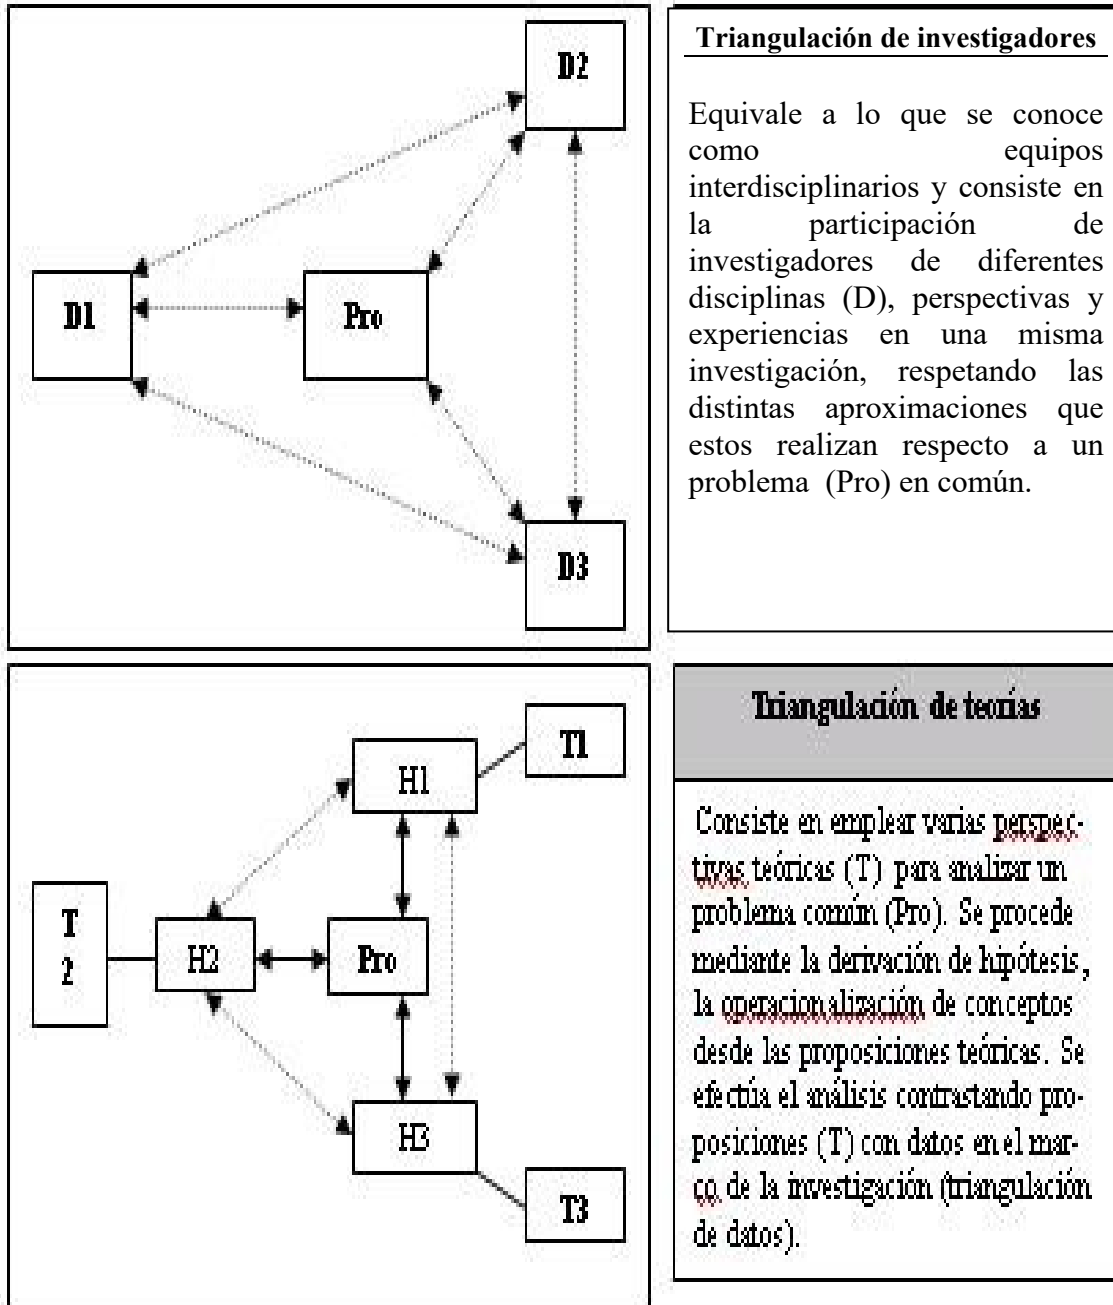 D2
D1
Pro
D3
Triangulación de investigadores
Equivale a lo que se conoce
como equipos
interdisciplinarios y consiste en
la participación de
investigadores de diferentes
disciplinas (D), perspectivas y
experiencias en una misma
investigación, respetando las
distintas aproximaciones que
estos realizan respecto a un
problema (Pro) en común.
T1
H1
T
2
H2
Pro
H3
T3
Triangulación de teorías
Consiste en emplear varias perspec-
tivas teóricas (T) para analizar un
problema común (Pro). Se procede
mediante la derivación de hipótesis,
la operacionalización de conceptos
desde las proposiciones teóricas. Se
efectúa el análisis contrastando pro-
posiciones (T) con datos en el mar-
co de la investigación (triangulación
de datos).